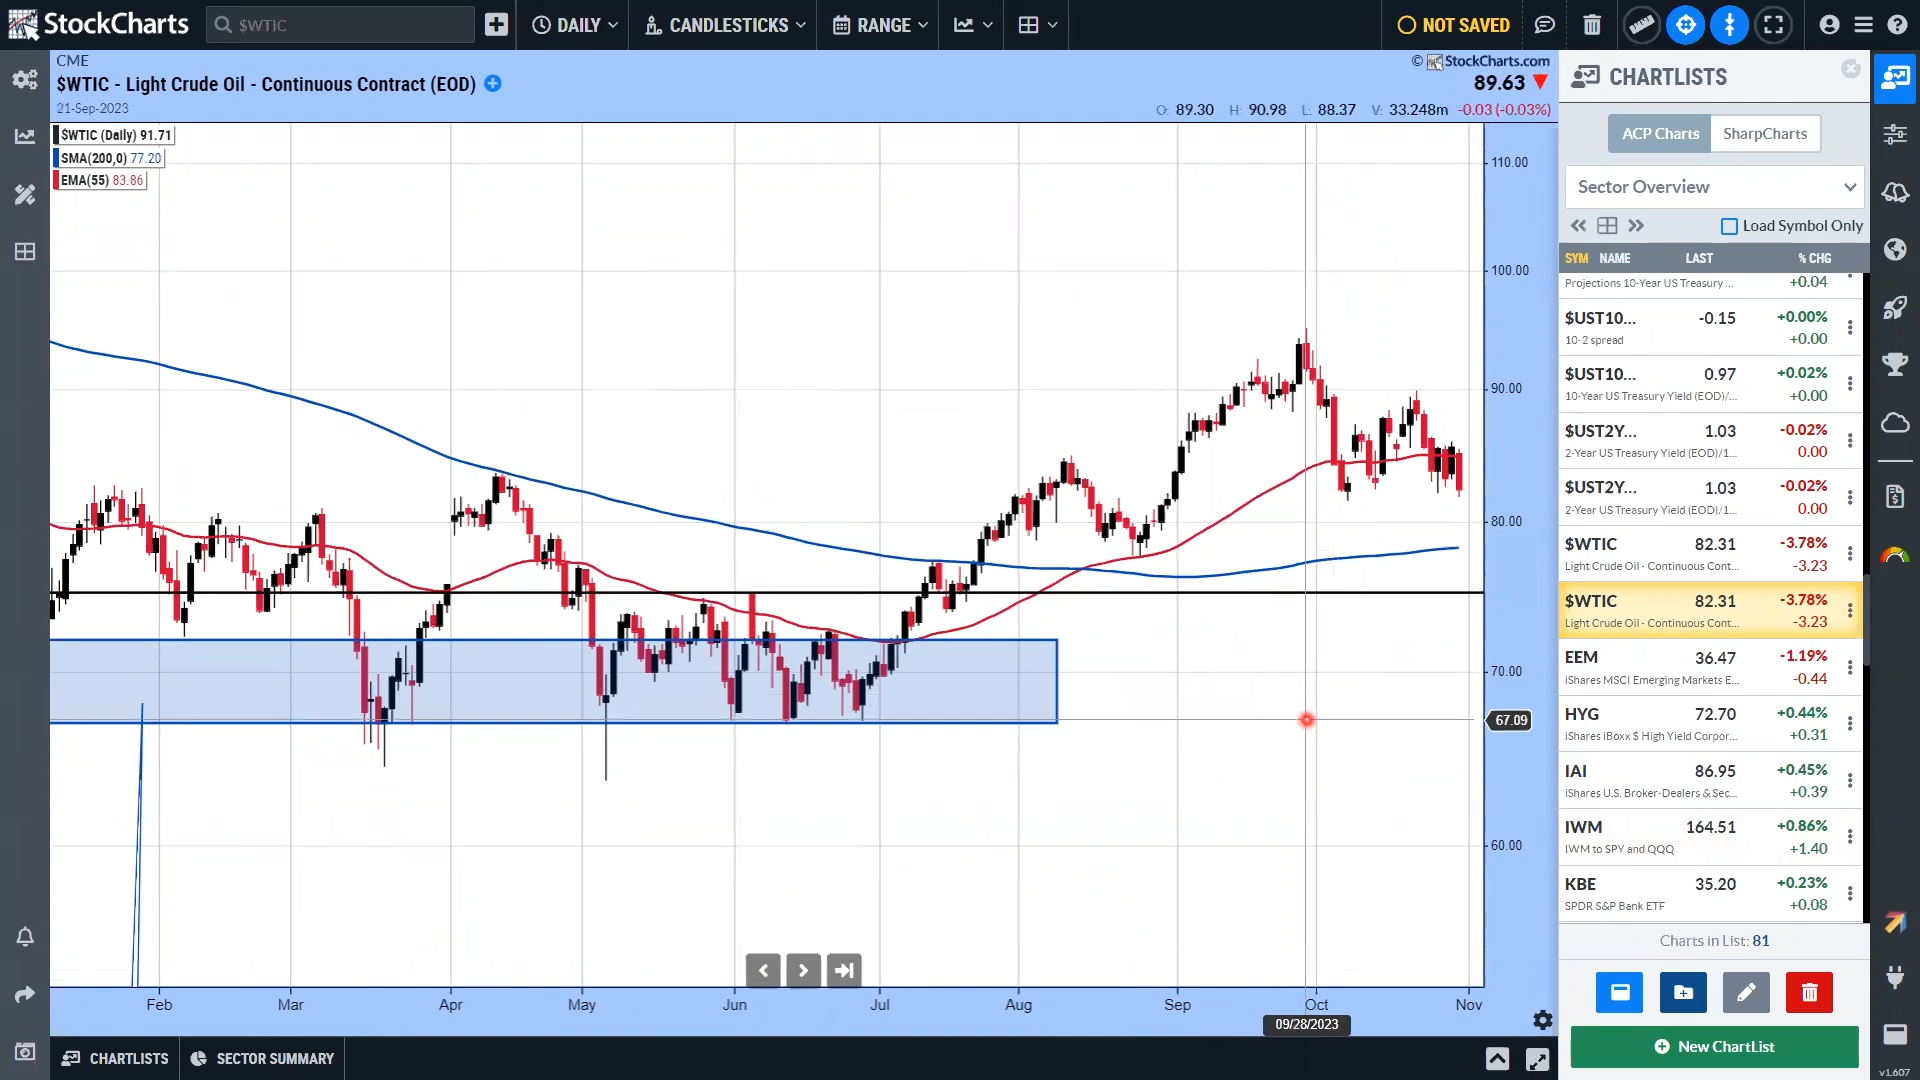 StockCharts
$WTIC
DAILY
CANDLESTICKS
RANGE
NOT SAVED
CME
$WTIC - Light Crude Oil - Continuous Contract (EOD)
21-Sep-2023
© StockCharts.com
89.63
O: 89.30 H: 90.98 L: 88.37 V: 33.248m -0.03 (-0.03%)
$WTIC (Daily) 91.71
SMA(200,0) 77.20
EMA(55) 83.86
110.00
100.00
90.00
80.00
70.00
67.09
60.00
Feb Mar Apr May Jun Jul Aug Sep Oct Nov
09/28/2023
CHARTLISTS
SECTOR SUMMARY
CHARTLISTS
ACP Charts SharpCharts
Sector Overview
Load Symbol Only
SYM NAME LAST % CHG
Projections 10-Year US Treasury ... +0.04
$UST10... -0.15 +0.00%
10-2 spread +0.00
$UST10... 0.97 +0.02%
10-Year US Treasury Yield (EOD)/... +0.00
$UST2Y... 1.03 -0.02%
2-Year US Treasury Yield (EOD)/1... 0.00
$UST2Y... 1.03 -0.02%
2-Year US Treasury Yield (EOD)/1... 0.00
$WTIC 82.31 -3.78%
Light Crude Oil - Continuous Cont... -3.23
$WTIC 82.31 -3.78%
Light Crude Oil - Continuous Cont... -3.23
EEM 36.47 -1.19%
iShares MSCI Emerging Markets E... -0.44
HYG 72.70 +0.44%
iShares iBoxx $ High Yield Corpor... +0.31
IAI 86.95 +0.45%
iShares U.S. Broker-Dealers & Sec... +0.39
IWM 164.51 +0.86%
IWM to SPY and QQQ +1.40
KBE 35.20 +0.23%
SPDR S&P Bank ETF +0.08
Charts in List: 81
New ChartList
v1.607